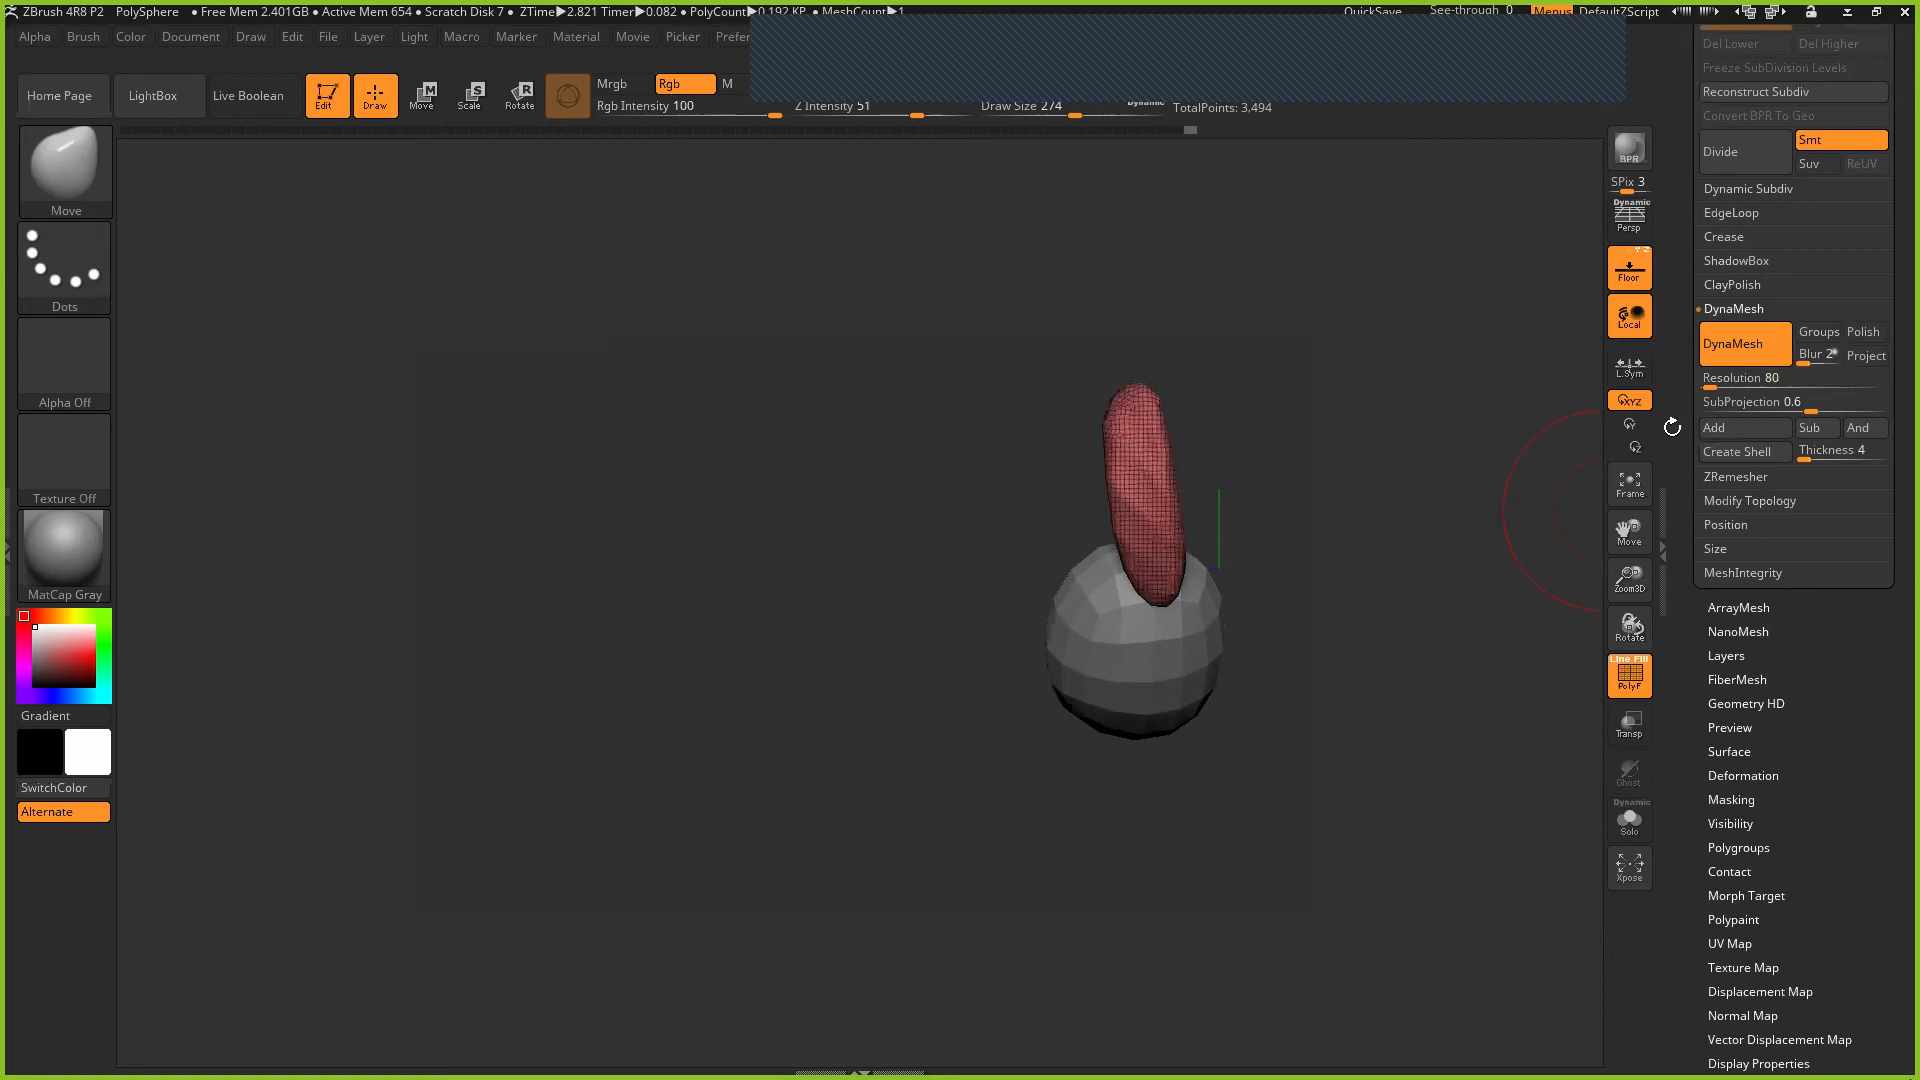 ZBrush 4R8 P2 PolySphere • Free Mem 2.401GB • Active Mem 654 • Scratch Disk 7 • ZTime▶2.821 Timer▶0.082 • PolyCount▶0.192 KP • MeshCount▶1 QuickSave See-through 0 Menus DefaultZScript
Alpha Brush Color Document Draw Edit File Layer Light Macro Marker Material Movie Picker Prefer
Home Page LightBox Live Boolean Edit Draw Move Scale Rotate
Mrgb Rgb M
Rgb Intensity 100 Z Intensity 51 Draw Size 274 Dynamic TotalPoints: 3,494
Move
Dots
Alpha Off
Texture Off
MatCap Gray
Gradient
SwitchColor
Alternate
BPR
SPix 3
Dynamic
Persp
Floor
Local
L.Sym
XYZ
Y
Z
Frame
Move
Zoom3D
Rotate
Line Fill
PolyF
Transp
Ghost
Dynamic
Solo
Xpose
Del Lower Del Higher
Freeze SubDivision Levels
Reconstruct Subdiv
Convert BPR To Geo
Divide Smt
Suv ReUV
Dynamic Subdiv
EdgeLoop
Crease
ShadowBox
ClayPolish
DynaMesh
DynaMesh Groups Polish
Blur 2 Project
Resolution 80
SubProjection 0.6
Add Sub And
Create Shell Thickness 4
ZRemesher
Modify Topology
Position
Size
MeshIntegrity
ArrayMesh
NanoMesh
Layers
FiberMesh
Geometry HD
Preview
Surface
Deformation
Masking
Visibility
Polygroups
Contact
Morph Target
Polypaint
UV Map
Texture Map
Displacement Map
Normal Map
Vector Displacement Map
Display Properties